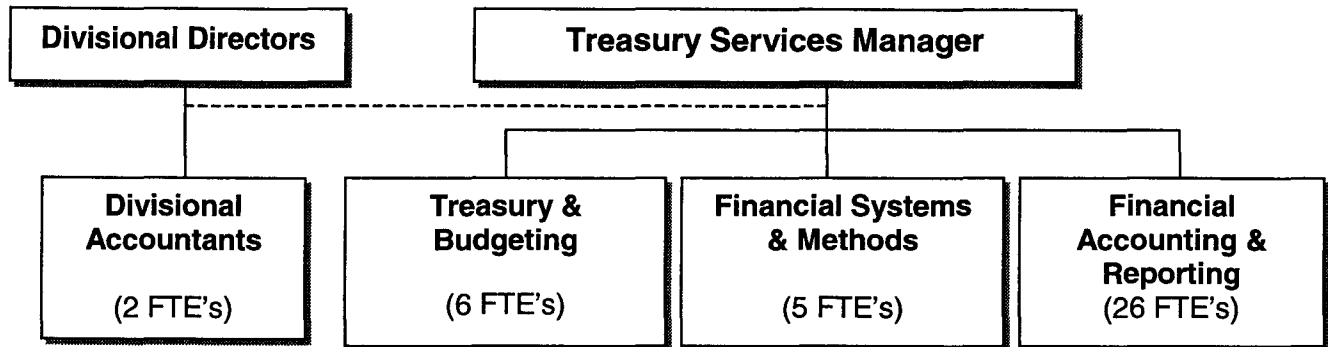 Divisional Directors
Treasury Services Manager
Divisional
Accountants
(2 FTE's)
Treasury &
Budgeting
(6 FTE's)
Financial Systems
& Methods
(5 FTE's)
Financial
Accounting &
Reporting
(26 FTE's)